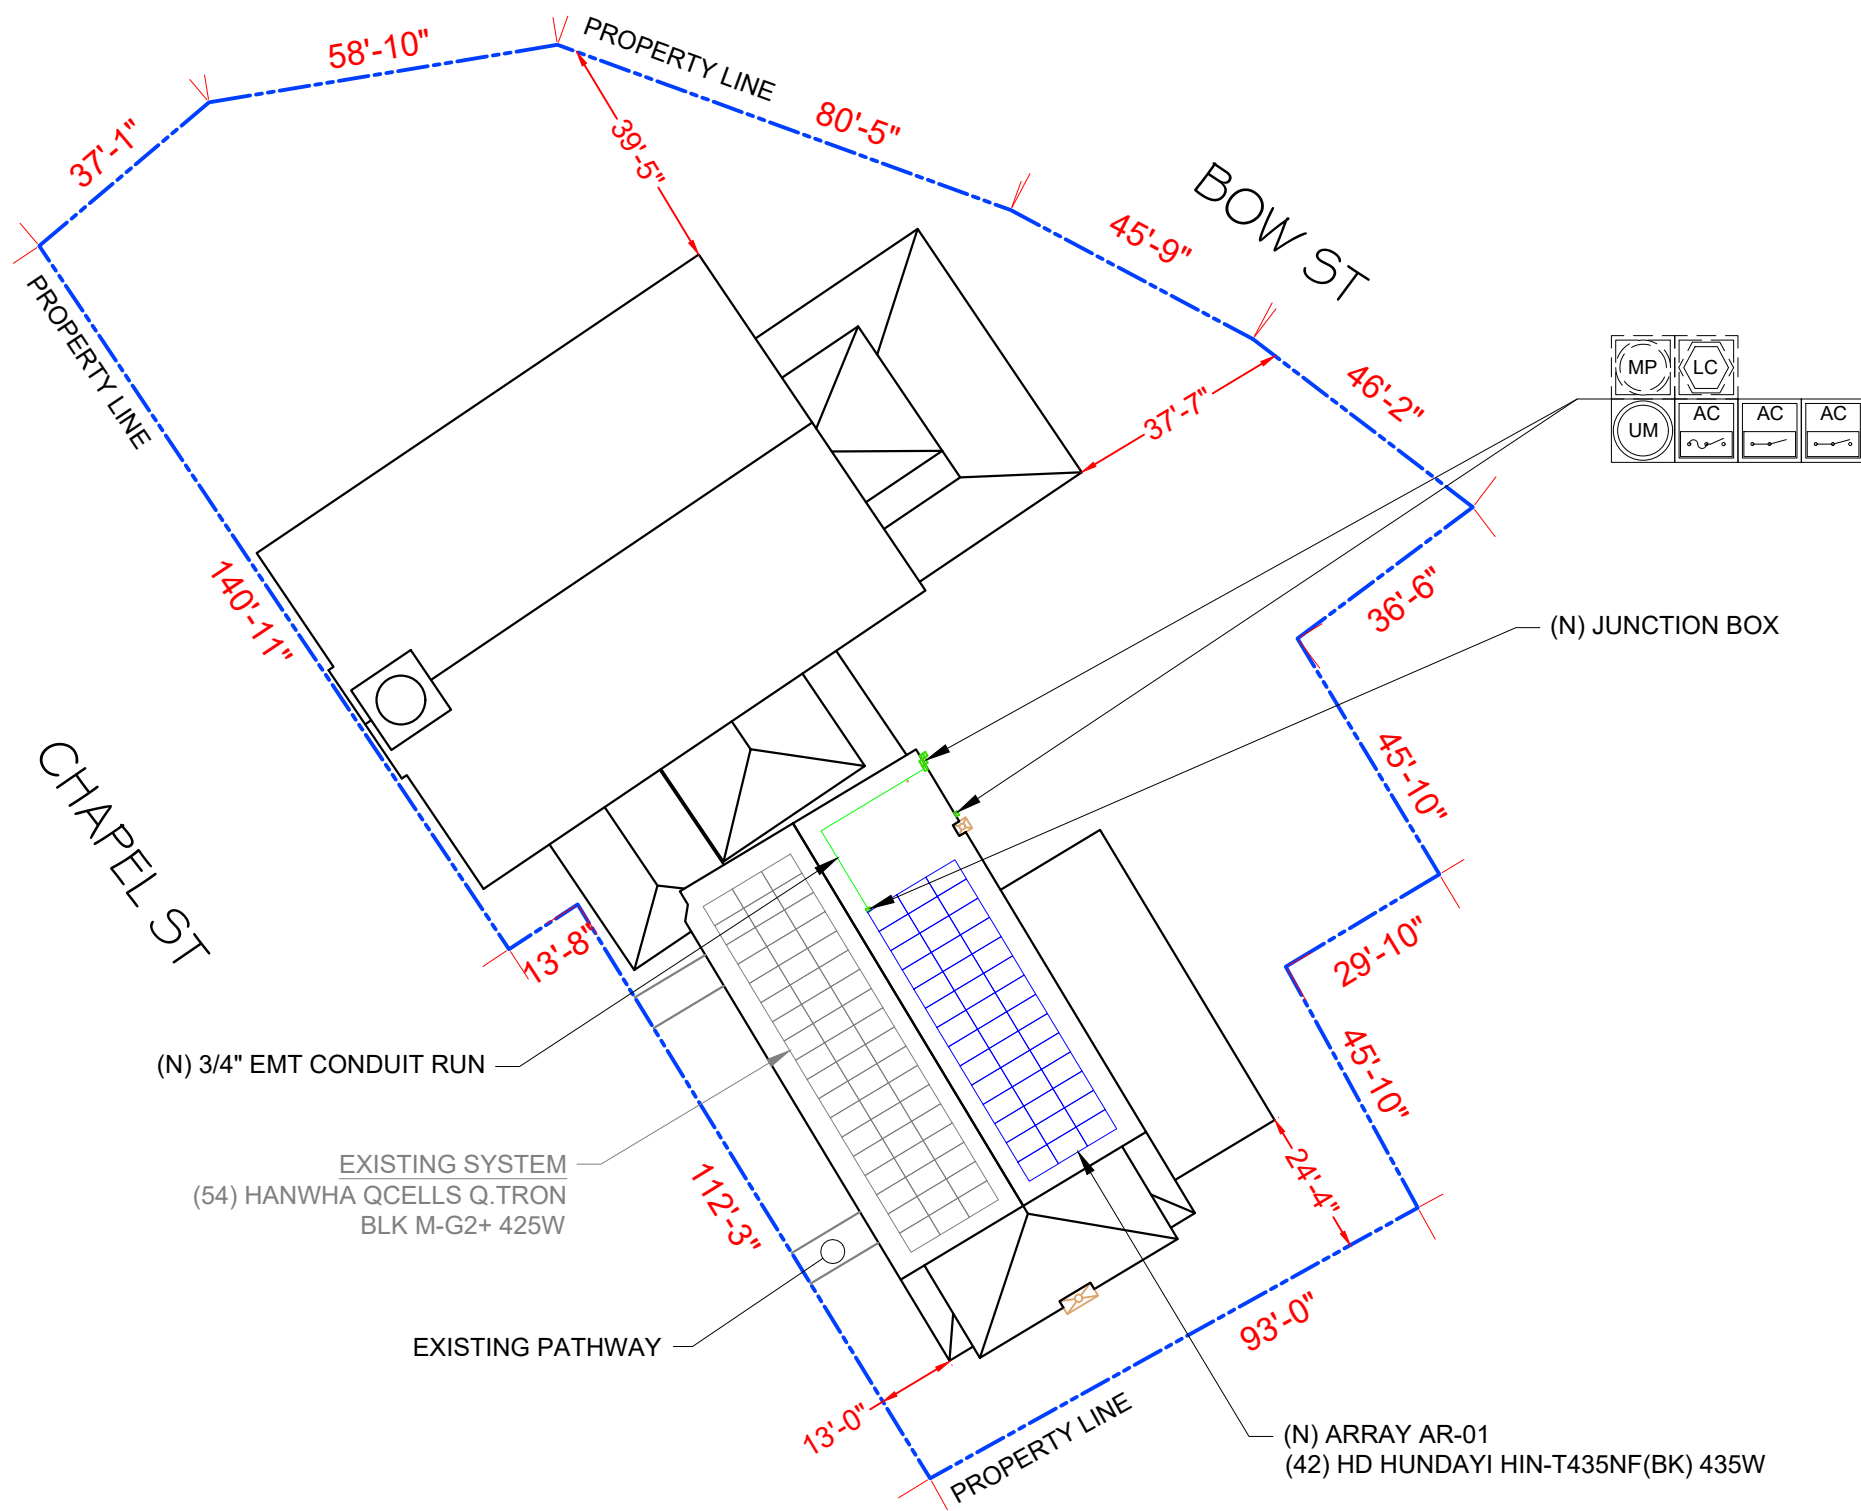 58'-10"
PROPERTY LINE
37'-1"
80'-5"
39'-5"
BOW ST
45'-9"
PROPERTY LINE
46'-2"
37'-7"
MP
LC
UM
AC
AC
AC
140'-11"
36'-6"
(N) JUNCTION BOX
CHAPEL ST
45'-10"
13'-8"
29'-10"
(N) 3/4" EMT CONDUIT RUN
45'-10"
EXISTING SYSTEM
(54) HANWHA QCELLS Q.TRON
BLK M-G2+ 425W
112'-3"
24'-4"
EXISTING PATHWAY
93'-0"
13'-0"
PROPERTY LINE
(N) ARRAY AR-01
(42) HD HUNDAYI HIN-T435NF(BK) 435W